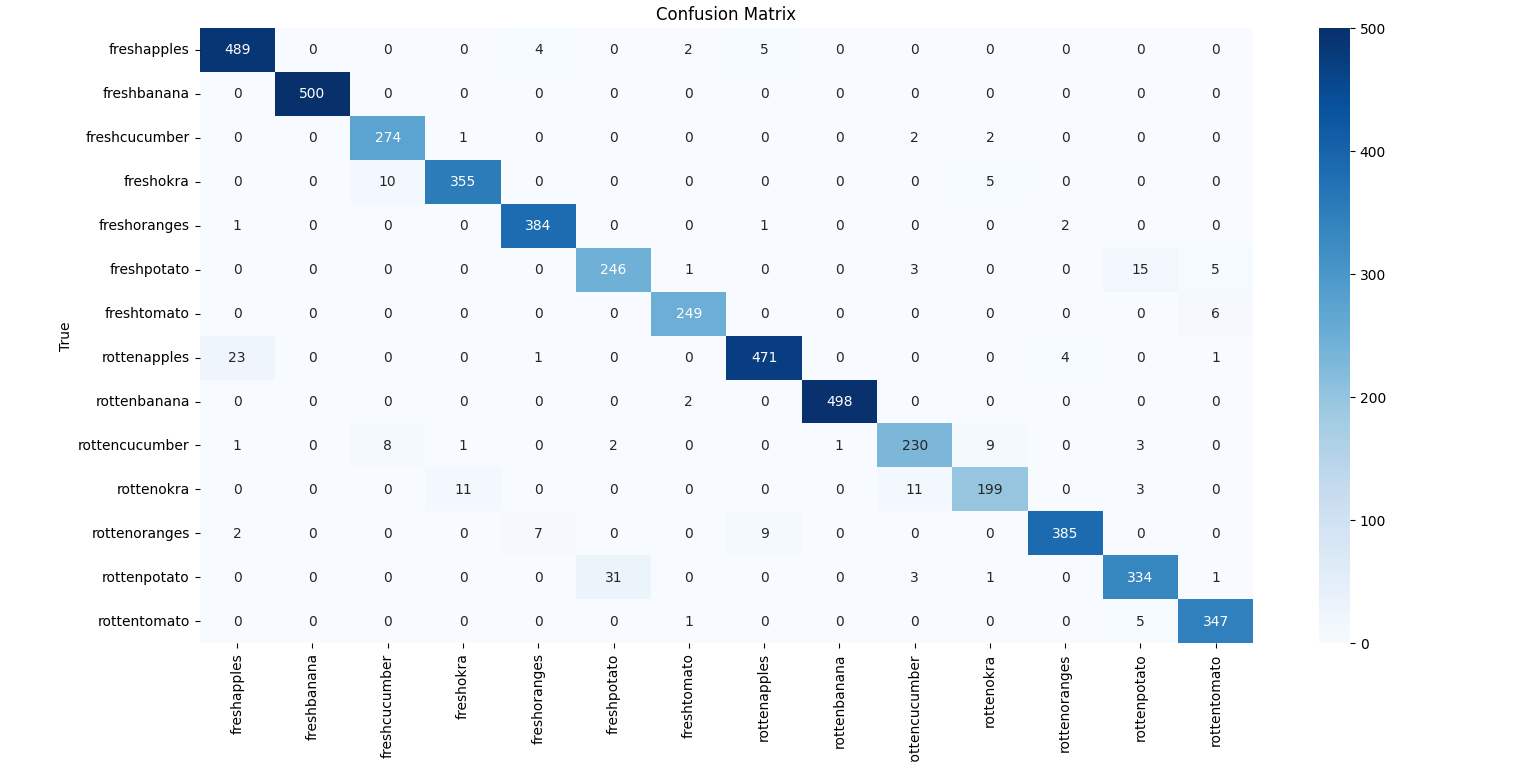 Confusion Matrix
freshapples 489 0 0 0 4 0 2 5 0 0 0 0 0 0 500
freshbanana 0 500 0 0 0 0 0 0 0 0 0 0 0 0
freshcucumber 0 0 274 1 0 0 0 0 0 2 2 0 0 0 400
freshokra 0 0 10 355 0 0 0 0 0 0 5 0 0 0
freshoranges 1 0 0 0 384 0 0 1 0 0 0 2 0 0
freshpotato 0 0 0 0 0 246 1 0 0 3 0 0 15 5 300
freshtomato 0 0 0 0 0 0 249 0 0 0 0 0 0 6
True
rottenapples 23 0 0 0 1 0 0 471 0 0 0 4 0 1
rottenbanana 0 0 0 0 0 0 2 0 498 0 0 0 0 0 200
rottencucumber 1 0 8 1 0 2 0 0 1 230 9 0 3 0
rottenokra 0 0 0 11 0 0 0 0 0 11 199 0 3 0
rottenoranges 2 0 0 0 7 0 0 9 0 0 0 385 0 0 100
rottenpotato 0 0 0 0 0 31 0 0 0 3 1 0 334 1
rottentomato 0 0 0 0 0 0 1 0 0 0 0 0 5 347 0
freshapples
freshbanana
freshcucumber
freshokra
freshoranges
freshpotato
freshtomato
rottenapples
rottenbanana
ottencucumber
rottenokra
rottenoranges
rottenpotato
rottentomato